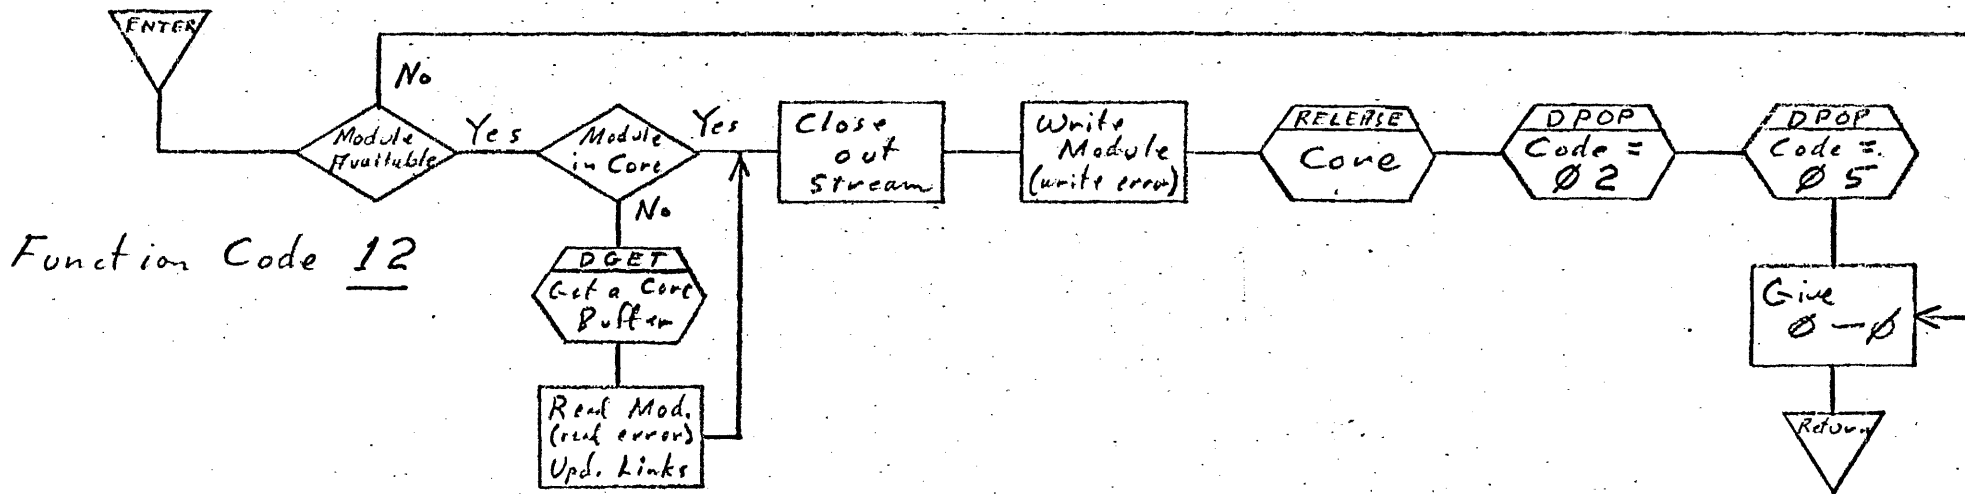 ENTER
No
Module
Available
Yes
Module
in Core
Yes
Close
out
Stream
Write
Module
(write error)
RELEASE
Core
DPOP
Code =
Ø 2
DPOP
Code =
Ø 5
No
Function Code 12
DGET
Get a Core
Buffer
Give
Ø — Ø
Read Mod.
(read error)
Upd. Links
Return